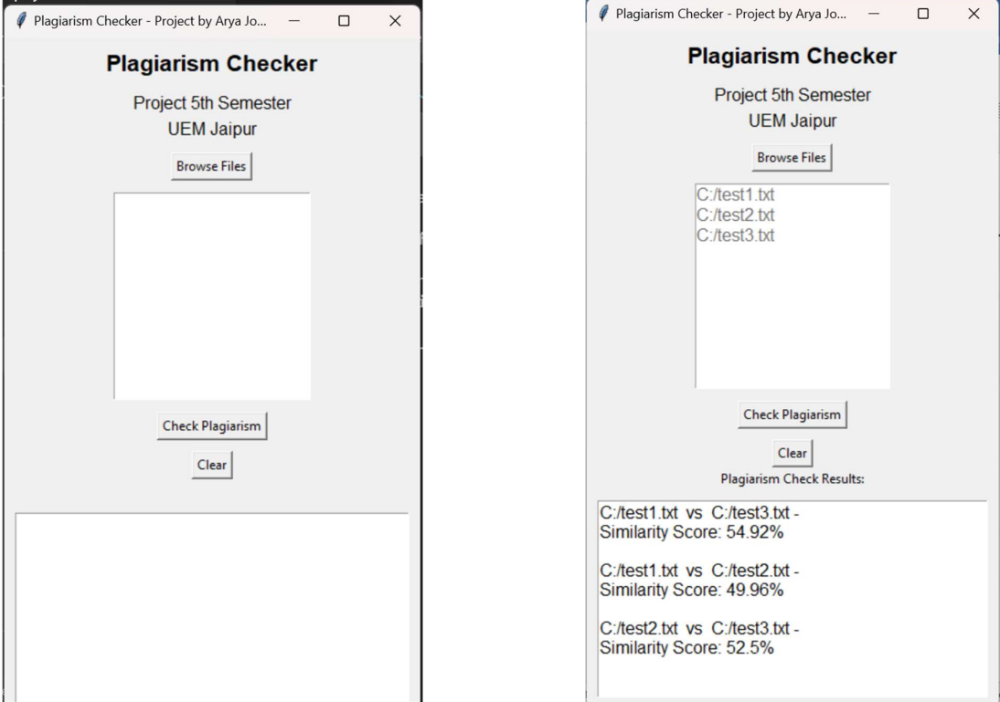 Plagiarism Checker - Project by Arya Jo...
Plagiarism Checker
Project 5th Semester
UEM Jaipur
Browse Files
Check Plagiarism
Clear
Plagiarism Checker - Project by Arya Jo...
Plagiarism Checker
Project 5th Semester
UEM Jaipur
Browse Files
C:/test1.txt
C:/test2.txt
C:/test3.txt
Check Plagiarism
Clear
Plagiarism Check Results:
C:/test1.txt vs C:/test3.txt -
Similarity Score: 54.92%
C:/test1.txt vs C:/test2.txt -
Similarity Score: 49.96%
C:/test2.txt vs C:/test3.txt -
Similarity Score: 52.5%